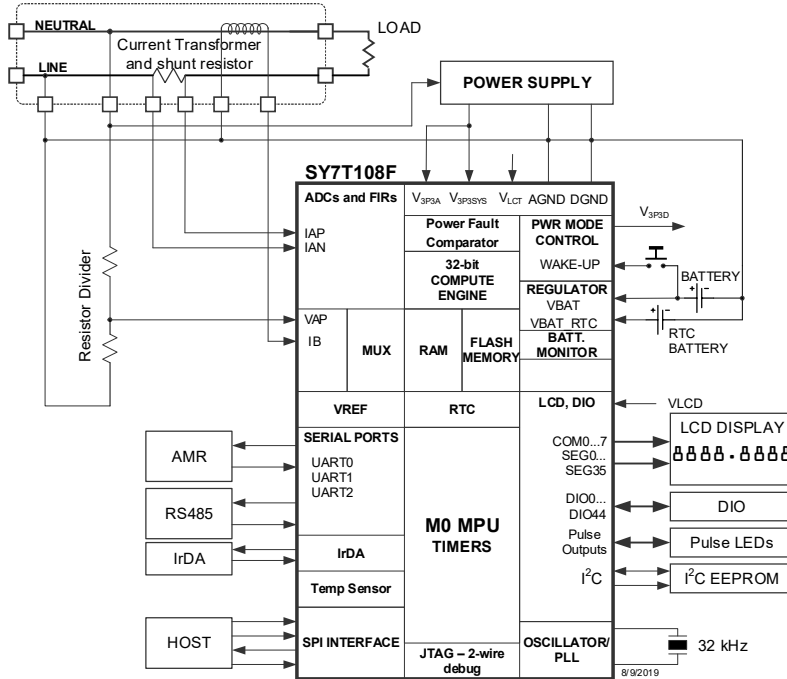 NEUTRAL
LOAD
Current Transformer
and shunt resistor
LINE
POWER SUPPLY
SY7T108F
ADCs and FIRs
V3P3A V3P3SYS VLCT AGND DGND
IAP
IAN
Power Fault
Comparator
PWR MODE
CONTROL
V3P3D
32-bit
COMPUTE
ENGINE
WAKE-UP
REGULATOR
VBAT
VBAT_RTC
BATTERY
RTC
BATTERY
Resistor Divider
VAP
IB
MUX
RAM
FLASH
MEMORY
BATT.
MONITOR
VREF
RTC
LCD, DIO
VLCD
SERIAL PORTS
UART0
UART1
UART2
AMR
RS485
IrDA
HOST
IrDA
Temp Sensor
SPI INTERFACE
M0 MPU
TIMERS
JTAG – 2-wire
debug
COM0...7
SEG0...
SEG35
DIO0...
DIO44
Pulse
Outputs
I2C
OSCILLATOR/
PLL
LCD DISPLAY
8888.8888
DIO
Pulse LEDs
I2C EEPROM
32 kHz
8/9/2019